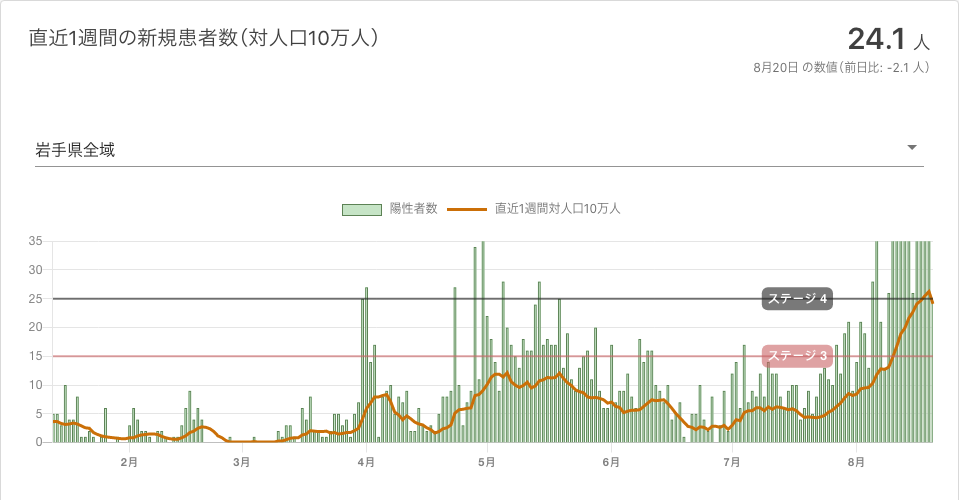 直近1週間の新規患者数(対人口10万人)
24.1 人
8月20日 の数値(前日比: -2.1 人)
岩手県全域
陽性者数 直近1週間対人口10万人
35
30
25
20
15
10
5
0
ステージ 4
ステージ 3
2月 3月 4月 5月 6月 7月 8月